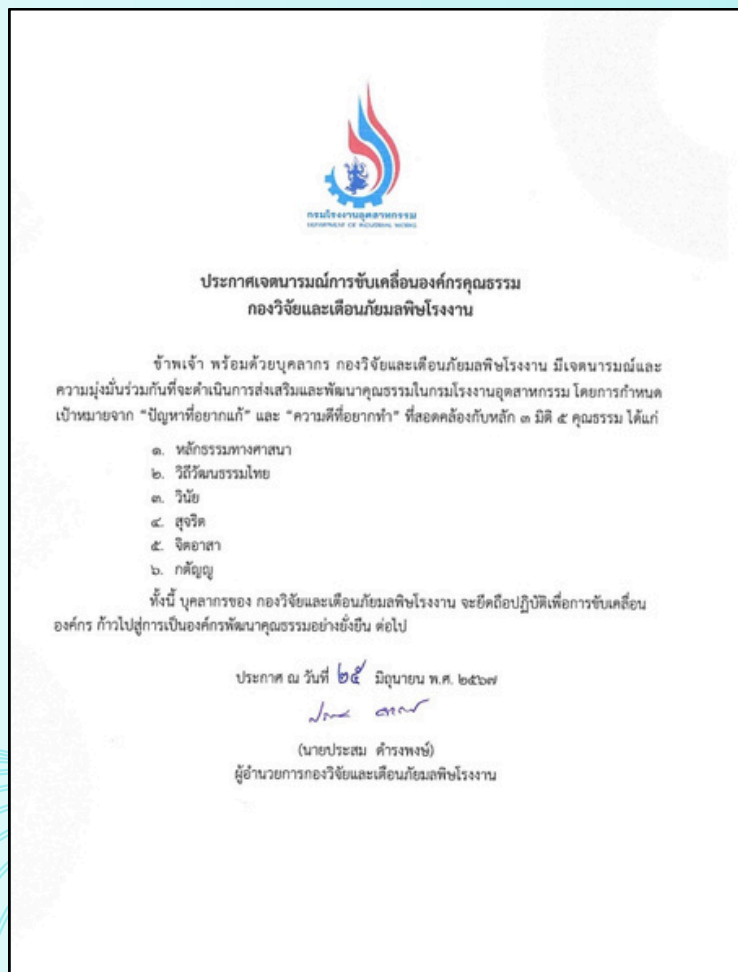 กรมโรงงานอุตสาหกรรม
DEPARTMENT OF INDUSTRIAL WORKS
ประกาศเจตนารมณ์การขับเคลื่อนองค์กรคุณธรรม
กองวิจัยและเตือนภัยมลพิษโรงงาน
ข้าพเจ้า พร้อมด้วยบุคลากร กองวิจัยและเตือนภัยมลพิษโรงงาน มีเจตนารมณ์และ
ความมุ่งมั่นร่วมกันที่จะดำเนินการส่งเสริมและพัฒนาคุณธรรมในกรมโรงงานอุตสาหกรรม โดยการกำหนด
เป้าหมายจาก “ปัญหาที่อยากแก้” และ “ความดีที่อยากทำ” ที่สอดคล้องกับหลัก ๓ มิติ ๕ คุณธรรม ได้แก่
๑. หลักธรรมทางศาสนา
๒. วิถีวัฒนธรรมไทย
๓. วินัย
๔. สุจริต
๕. จิตอาสา
๖. กตัญญู
ทั้งนี้ บุคลากรของ กองวิจัยและเตือนภัยมลพิษโรงงาน จะยึดถือปฏิบัติเพื่อการขับเคลื่อน
องค์กร ก้าวไปสู่การเป็นองค์กรพัฒนาคุณธรรมอย่างยั่งยืน ต่อไป
ประกาศ ณ วันที่ ๒๕ มิถุนายน พ.ศ. ๒๕๖๗
(นายประสม ดำรงพงษ์)
ผู้อำนวยการกองวิจัยและเตือนภัยมลพิษโรงงาน